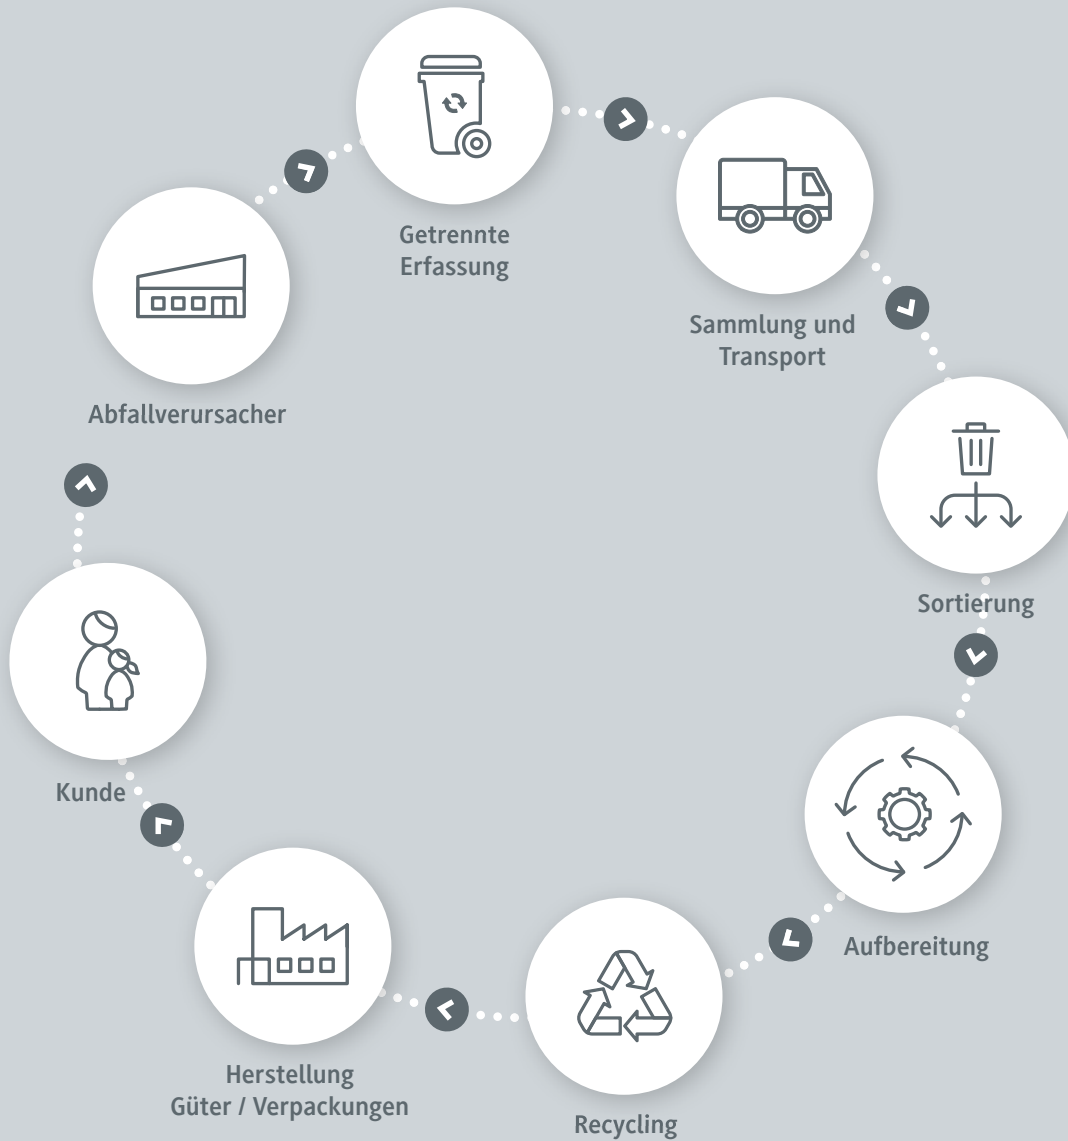 Getrennte
Erfassung
Sammlung und
Transport
Abfallverursacher
Sortierung
Kunde
Aufbereitung
Herstellung
Güter / Verpackungen
Recycling